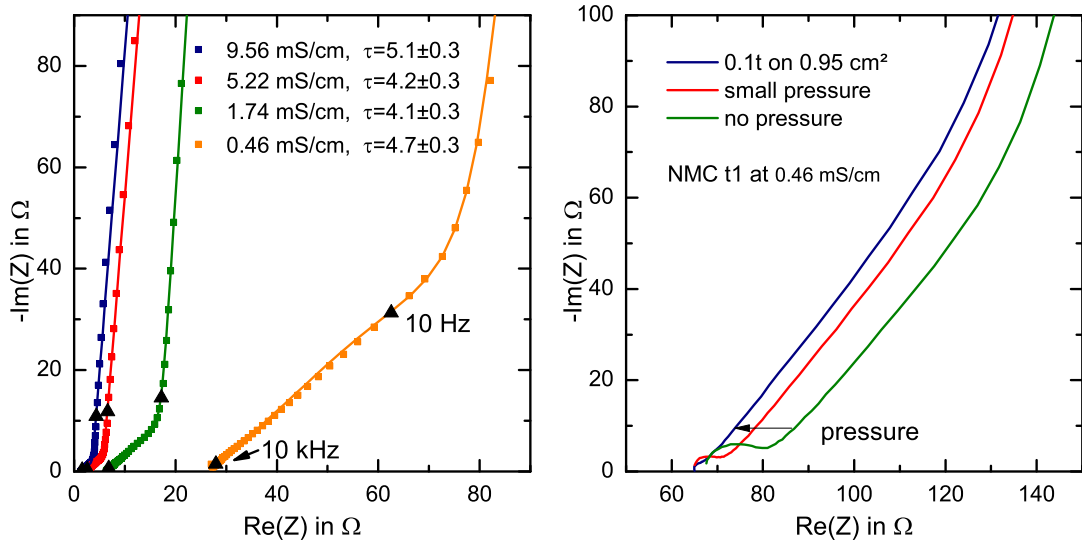 80
60
40
20
0
-Im(Z) in Ω
9.56 mS/cm, τ=5.1±0.3
5.22 mS/cm, τ=4.2±0.3
1.74 mS/cm, τ=4.1±0.3
0.46 mS/cm, τ=4.7±0.3
10 Hz
10 kHz
0 20 40 60 80
Re(Z) in Ω
100
80
60
40
20
0
-Im(Z) in Ω
0.1t on 0.95 cm²
small pressure
no pressure
NMC t1 at 0.46 mS/cm
pressure
60 80 100 120 140
Re(Z) in Ω